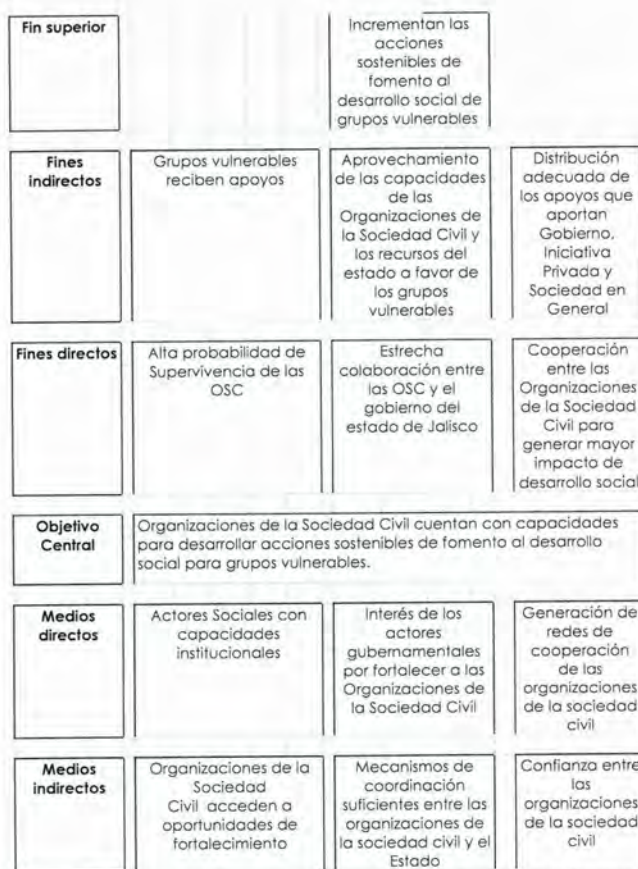 Fin superior
Incrementan las
acciones
sostenibles de
fomento al
desarrollo social de
grupos vulnerables
Fines
indirectos
Grupos vulnerables
reciben apoyos
Aprovechamiento
de las capacidades
de las
Organizaciones de
la Sociedad Civil y
los recursos del
estado a favor de
los grupos
vulnerables
Distribución
adecuada de
los apoyos que
aportan
Gobierno,
Iniciativa
Privada y
Sociedad en
General
Fines directos
Alta probabilidad de
Supervivencia de las
OSC
Estrecha
colaboración entre
las OSC y el
gobierno del
estado de Jalisco
Cooperación
entre las
Organizaciones
de la Sociedad
Civil para
generar mayor
impacto de
desarrollo social
Objetivo
Central
Organizaciones de la Sociedad Civil cuentan con capacidades
para desarrollar acciones sostenibles de fomento al desarrollo
social para grupos vulnerables.
Medios
directos
Actores Sociales con
capacidades
institucionales
Interés de los
actores
gubernamentales
por fortalecer a las
Organizaciones de
la Sociedad Civil
Generación de
redes de
cooperación
de las
organizaciones
de la sociedad
civil
Medios
indirectos
Organizaciones de la
Sociedad
Civil acceden a
oportunidades de
fortalecimiento
Mecanismos de
coordinación
suficientes entre las
organizaciones de
la sociedad civil y el
Estado
Confianza entre
las
organizaciones
de la sociedad
civil